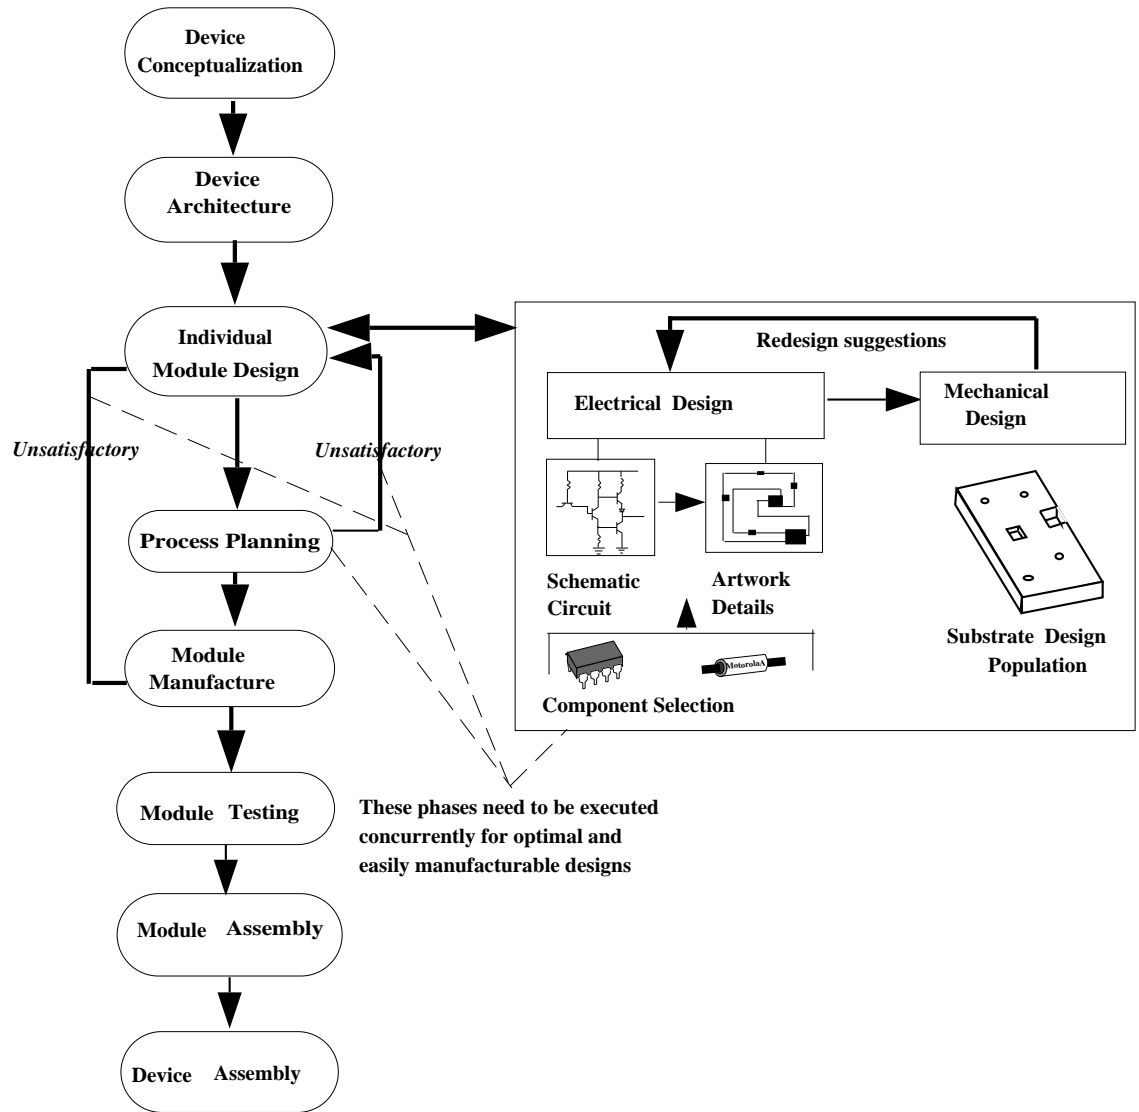 Device
Conceptualization
Device
Architecture
Individual
Module Design
Unsatisfactory
Unsatisfactory
Process Planning
Module
Manufacture
Module Testing
Module Assembly
Device Assembly
Redesign suggestions
Electrical Design
Mechanical
Design
Schematic
Circuit
Artwork
Details
MotorolaA
Component Selection
Substrate Design
Population
These phases need to be executed
concurrently for optimal and
easily manufacturable designs